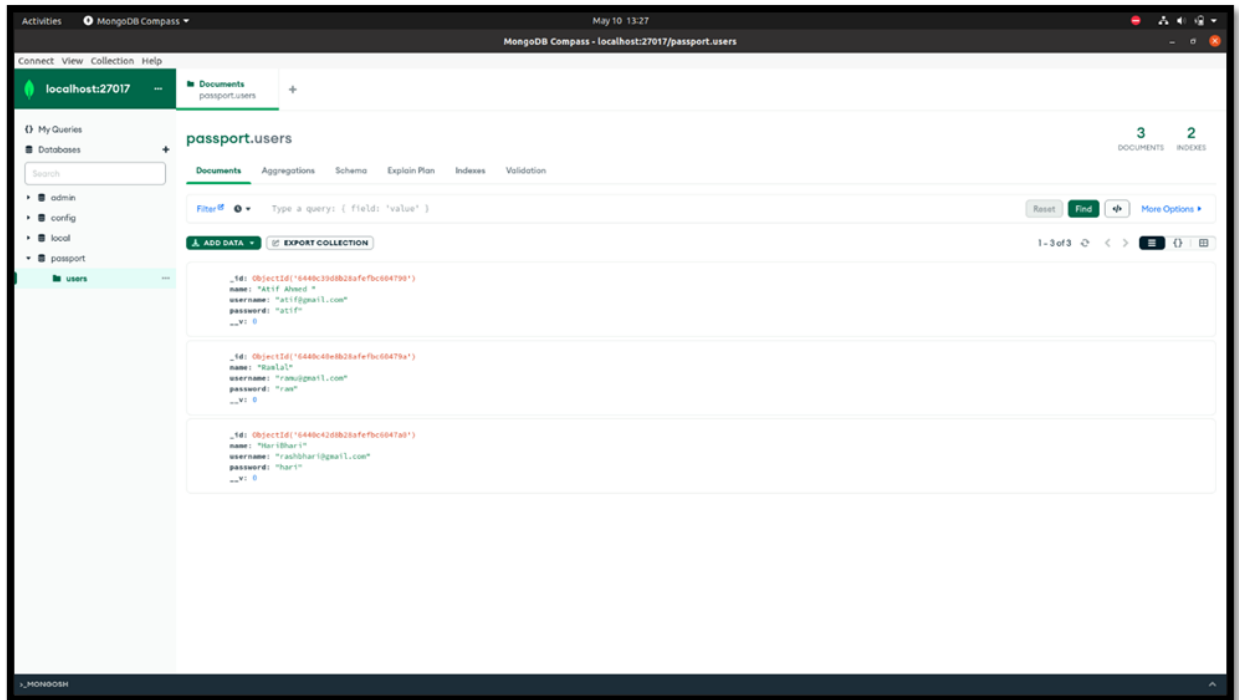 Activities MongoDB Compass May 10 13:27
MongoDB Compass - localhost:27017/passport.users
Connect View Collection Help
localhost:27017 ...
Documents
passport.users
+
{} My Queries
Databases +
Search
admin
config
local
passport
users ...
passport.users
3
DOCUMENTS
2
INDEXES
Documents Aggregations Schema Explain Plan Indexes Validation
Filter Type a query: { field: 'value' } Reset Find </> More Options
ADD DATA EXPORT COLLECTION 1 - 3 of 3 < > {}
_id:
name: "Atif Ahmed "
username: "atif@gmail.com"
password: "atif"
__v: 0
_id:
name: "Ramlal"
username: "ramu@gmail.com"
password: "ram"
__v: 0
_id:
name: "HariBhari"
username: "rashbhari@gmail.com"
password: "hari"
__v: 0
>_MONGOSH